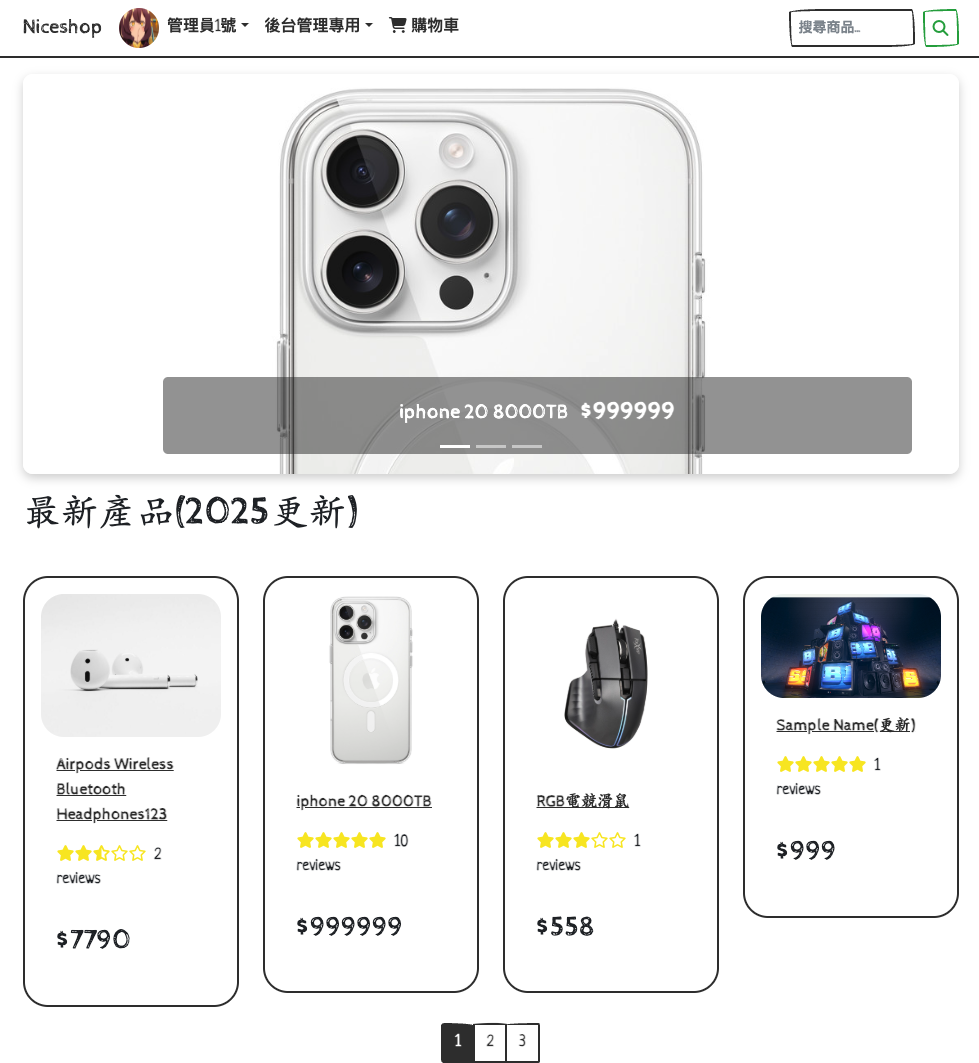 Niceshop 管理員1號 後台管理專用 購物車 搜尋商品...
iphone 20 8000TB $999999
最新產品(2025更新)
Airpods Wireless
Bluetooth
Headphones123
2
reviews
$7790
iphone 20 8000TB
10
reviews
$999999
RGB電競滑鼠
1
reviews
$558
Sample Name(更新)
1
reviews
$999
1 2 3